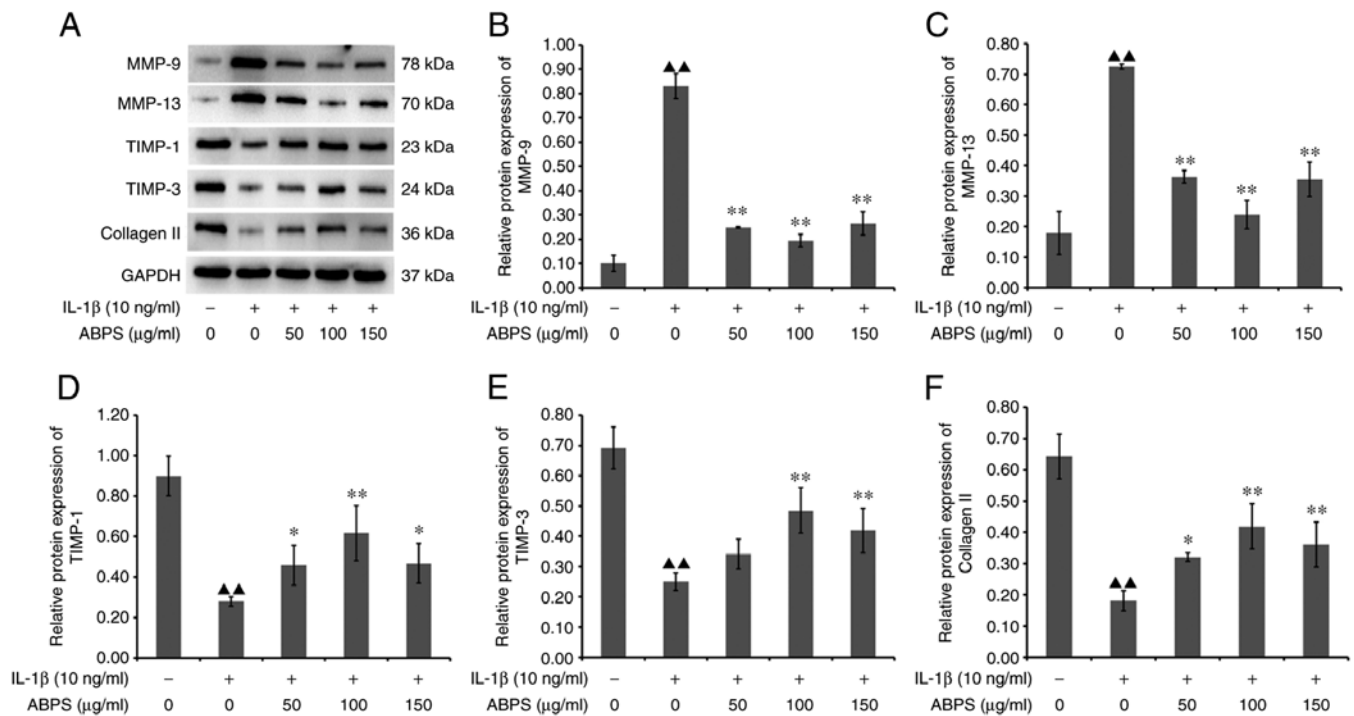 A
MMP-9 78 kDa
MMP-13 70 kDa
TIMP-1 23 kDa
TIMP-3 24 kDa
Collagen II 36 kDa
GAPDH 37 kDa
IL-1β (10 ng/ml) – + + + +
ABPS (μg/ml) 0 0 50 100 150
B
Relative protein expression of
MMP-9
1.00
0.90
0.80
0.70
0.60
0.50
0.40
0.30
0.20
0.10
0.00
▲▲
**
**
**
IL-1β (10 ng/ml) – + + + +
ABPS (μg/ml) 0 0 50 100 150
C
Relative protein expression of
MMP-13
0.80
0.70
0.60
0.50
0.40
0.30
0.20
0.10
0.00
▲▲
**
**
**
IL-1β (10 ng/ml) – + + + +
ABPS (μg/ml) 0 0 50 100 150
D
Relative protein expression of
TIMP-1
1.20
1.00
0.80
0.60
0.40
0.20
0.00
▲▲
*
**
*
IL-1β (10 ng/ml) – + + + +
ABPS (μg/ml) 0 0 50 100 150
E
Relative protein expression of
TIMP-3
0.80
0.70
0.60
0.50
0.40
0.30
0.20
0.10
0.00
▲▲
**
**
IL-1β (10 ng/ml) – + + + +
ABPS (μg/ml) 0 0 50 100 150
F
Relative protein expression of
Collagen II
0.80
0.70
0.60
0.50
0.40
0.30
0.20
0.10
0.00
▲▲
*
**
**
IL-1β (10 ng/ml) – + + + +
ABPS (μg/ml) 0 0 50 100 150